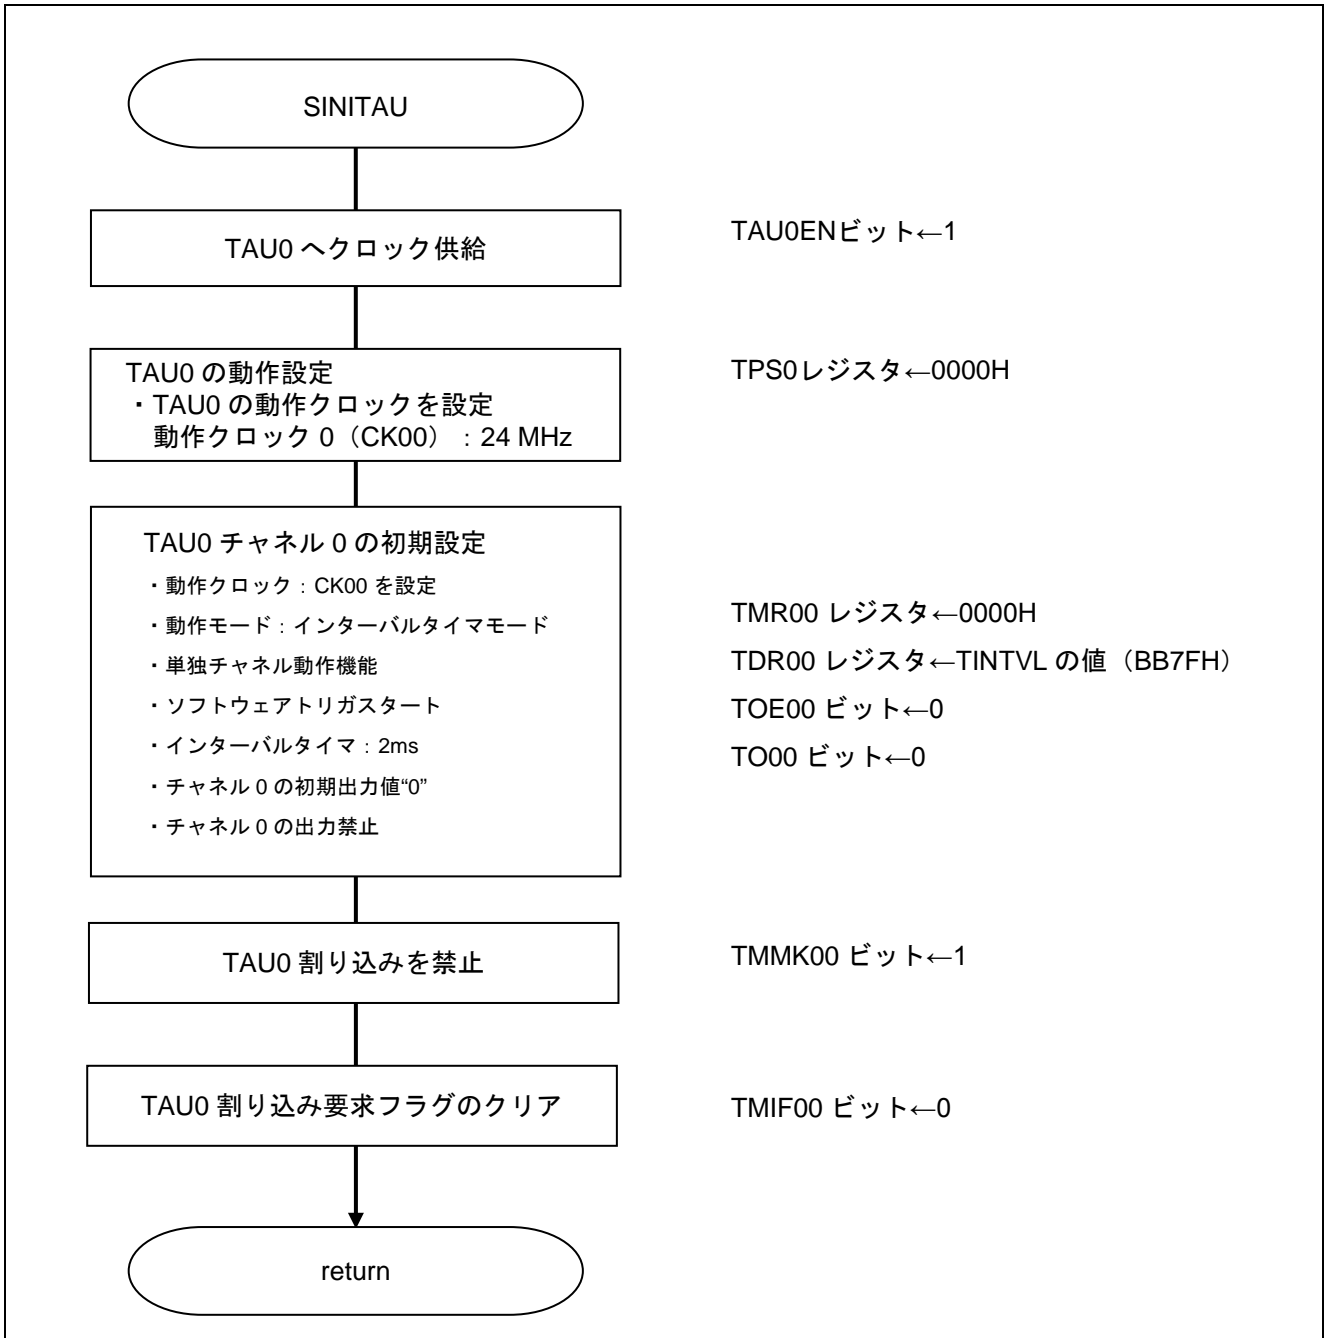 SINITAU
TAU0 へクロック供給
TAU0ENビット←1
TAU0 の動作設定
・TAU0 の動作クロックを設定
動作クロック 0（CK00）：24 MHz
TPS0レジスタ←0000H
TAU0 チャネル 0 の初期設定
・動作クロック：CK00 を設定
・動作モード：インターバルタイマモード
・単独チャネル動作機能
・ソフトウェアトリガスタート
・インターバルタイマ：2ms
・チャネル 0 の初期出力値“0”
・チャネル 0 の出力禁止
TMR00 レジスタ←0000H
TDR00 レジスタ←TINTVL の値（BB7FH）
TOE00 ビット←0
TO00 ビット←0
TAU0 割り込みを禁止
TMMK00 ビット←1
TAU0 割り込み要求フラグのクリア
TMIF00 ビット←0
return